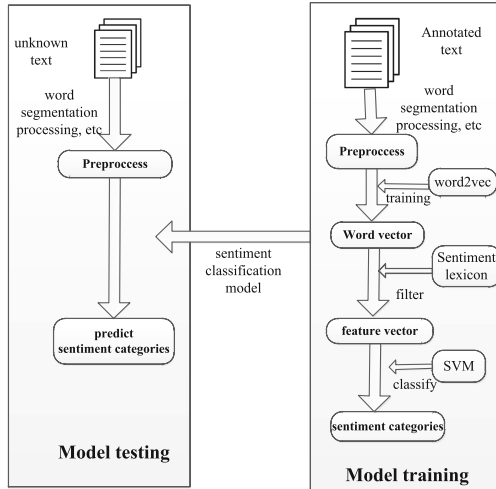 unknown
text
word
segmentation
processing, etc
Preproccess
predict
sentiment categories
Model testing
sentiment
classification
model
Annotated
text
word
segmentation
processing, etc
Preproccess
word2vec
training
Word vector
Sentiment
lexicon
filter
feature vector
SVM
classify
sentiment categories
Model training